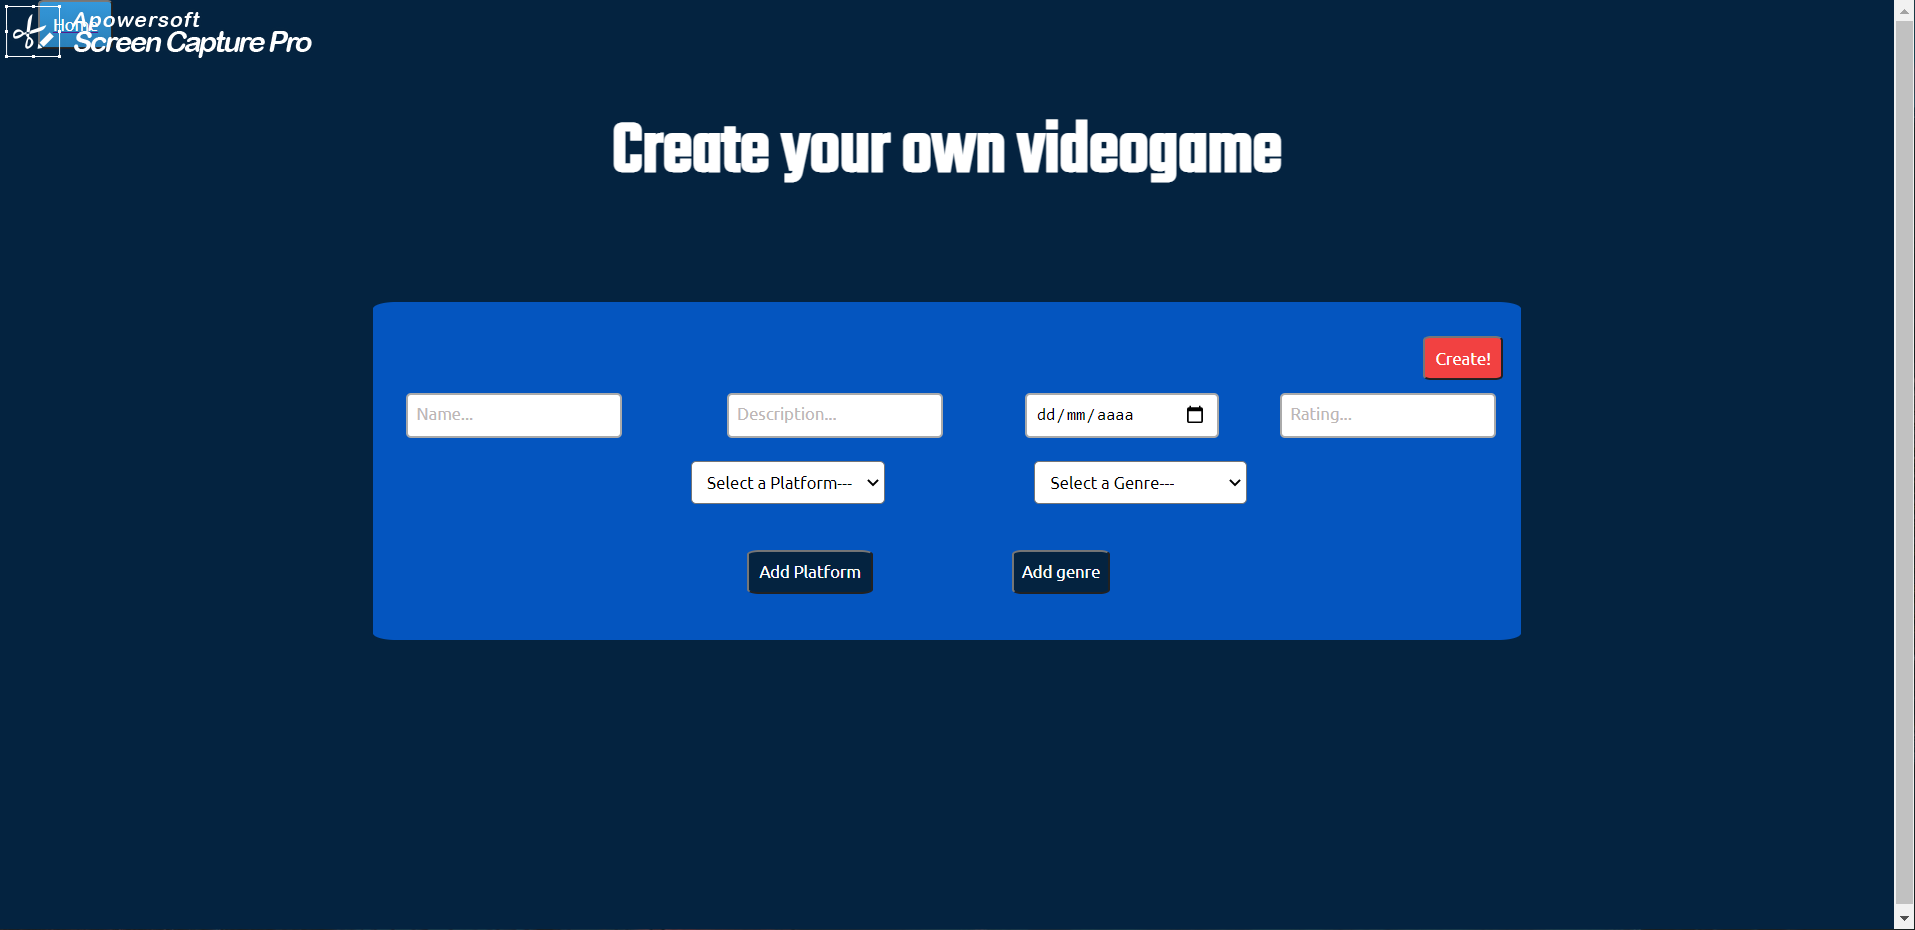 Home
Apowersoft
Screen Capture Pro
Create your own videogame
Create!
Name...
Description...
dd/mm/aaaa
Rating...
Select a Platform---
Select a Genre---
Add Platform
Add genre